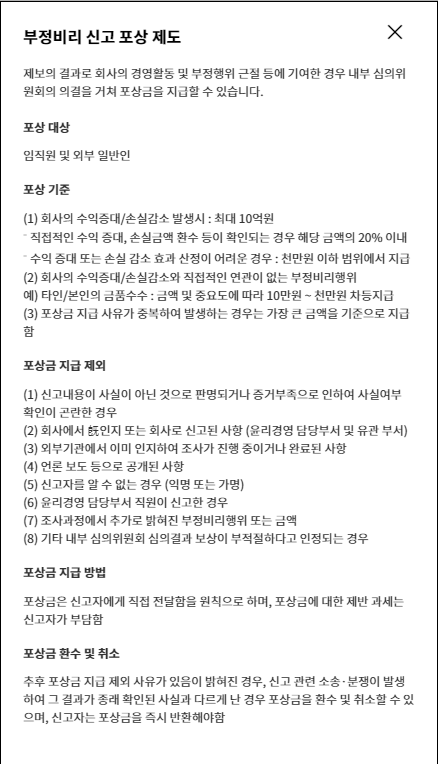 부정비리 신고 포상 제도
제보의 결과로 회사의 경영활동 및 부정행위 근절 등에 기여한 경우 내부 심의위
원회의 의결을 거쳐 포상금을 지급할 수 있습니다.
포상 대상
임직원 및 외부 일반인
포상 기준
(1) 회사의 수익증대/손실감소 발생시 : 최대 10억원
- 직접적인 수익 증대, 손실금액 환수 등이 확인되는 경우 해당 금액의 20% 이내
- 수익 증대 또는 손실 감소 효과 산정이 어려운 경우 : 천만원 이하 범위에서 지급
(2) 회사의 수익증대/손실감소와 직접적인 연관이 없는 부정비리행위
예) 타인/본인의 금품수수 : 금액 및 중요도에 따라 10만원 ~ 천만원 차등지급
(3) 포상금 지급 사유가 중복하여 발생하는 경우는 가장 큰 금액을 기준으로 지급
함
포상금 지급 제외
(1) 신고내용이 사실이 아닌 것으로 판명되거나 증거부족으로 인하여 사실여부
확인이 곤란한 경우
(2) 회사에서 旣인지 또는 회사로 신고된 사항 (윤리경영 담당부서 및 유관 부서)
(3) 외부기관에서 이미 인지하여 조사가 진행 중이거나 완료된 사항
(4) 언론 보도 등으로 공개된 사항
(5) 신고자를 알 수 없는 경우 (익명 또는 가명)
(6) 윤리경영 담당부서 직원이 신고한 경우
(7) 조사과정에서 추가로 밝혀진 부정비리행위 또는 금액
(8) 기타 내부 심의위원회 심의결과 보상이 부적절하다고 인정되는 경우
포상금 지급 방법
포상금은 신고자에게 직접 전달함을 원칙으로 하며, 포상금에 대한 제반 과세는
신고자가 부담함
포상금 환수 및 취소
추후 포상금 지급 제외 사유가 있음이 밝혀진 경우, 신고 관련 소송·분쟁이 발생
하여 그 결과가 종래 확인된 사실과 다르게 난 경우 포상금을 환수 및 취소할 수 있
으며, 신고자는 포상금을 즉시 반환해야함